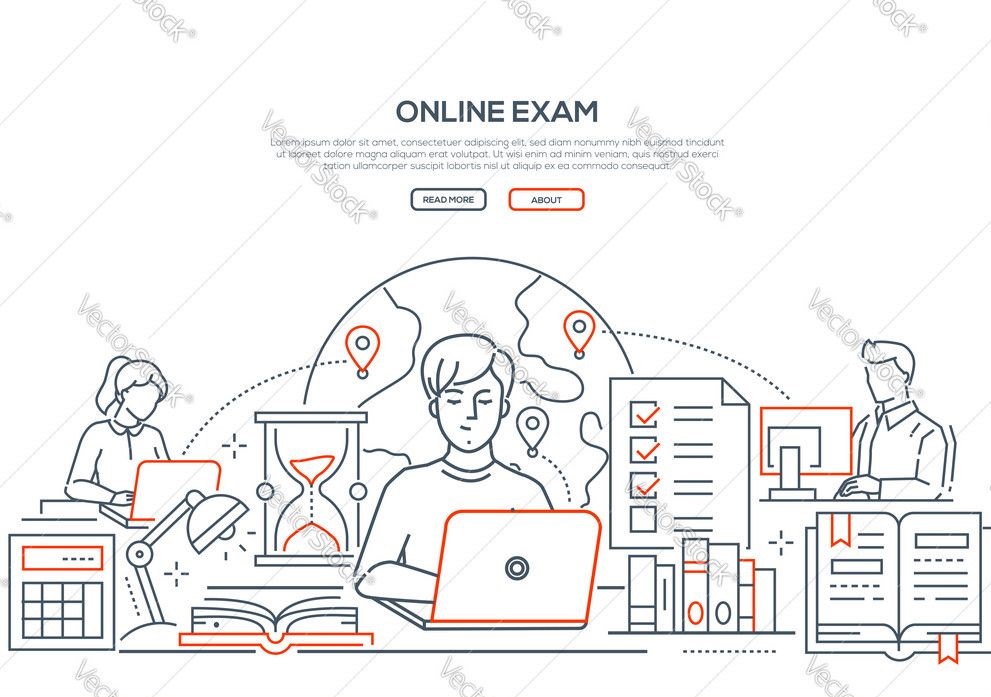 ONLINE EXAM
Lorem ipsum dolor sit amet, consectetuer adipiscing elit, sed diam nonummy nibh euismod tincidunt
ut laoreet dolore magna aliquam erat volutpat. Ut wisi enim ad minim veniam, quis nostrud exerci
tation ullamcorper suscipit lobortis nisl ut aliquip ex ea commodo consequat.
READ MORE
ABOUT
VectorStock®